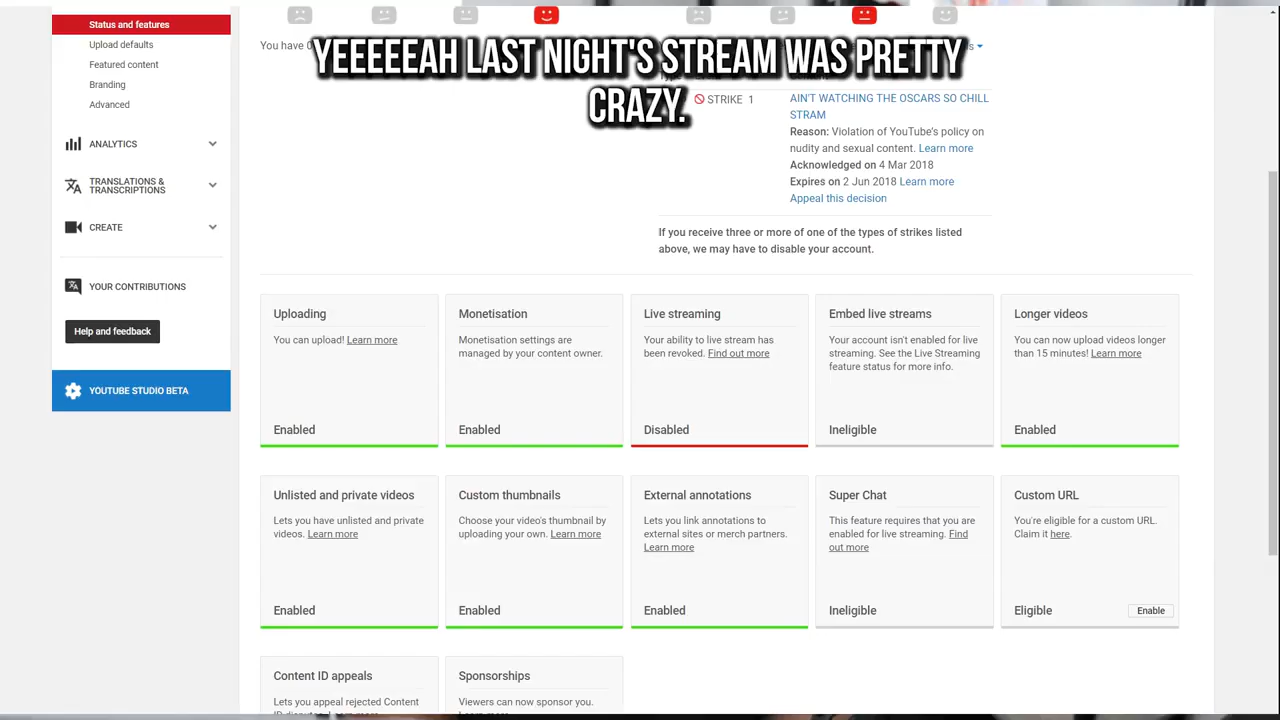 Status and features
Upload defaults
Featured content
Branding
Advanced
ANALYTICS
TRANSLATIONS &
TRANSCRIPTIONS
CREATE
YOUR CONTRIBUTIONS
Help and feedback
YOUTUBE STUDIO BETA
You have
YEEEEEAH LAST NIGHT'S STREAM WAS PRETTY
CRAZY.
STRIKE 1
AIN'T WATCHING THE OSCARS SO CHILL
STRAM
Reason: Violation of YouTube's policy on
nudity and sexual content. Learn more
Acknowledged on 4 Mar 2018
Expires on 2 Jun 2018 Learn more
Appeal this decision
If you receive three or more of one of the types of strikes listed
above, we may have to disable your account.
Uploading
You can upload! Learn more
Enabled
Monetisation
Monetisation settings are
managed by your content owner.
Enabled
Live streaming
Your ability to live stream has
been revoked. Find out more
Disabled
Embed live streams
Your account isn't enabled for live
streaming. See the Live Streaming
feature status for more info.
Ineligible
Longer videos
You can now upload videos longer
than 15 minutes! Learn more
Enabled
Unlisted and private videos
Lets you have unlisted and private
videos. Learn more
Enabled
Custom thumbnails
Choose your video's thumbnail by
uploading your own. Learn more
Enabled
External annotations
Lets you link annotations to
external sites or merch partners.
Learn more
Enabled
Super Chat
This feature requires that you are
enabled for live streaming. Find
out more
Ineligible
Custom URL
You're eligible for a custom URL.
Claim it here.
Eligible
Enable
Content ID appeals
Lets you appeal rejected Content
Sponsorships
Viewers can now sponsor you.